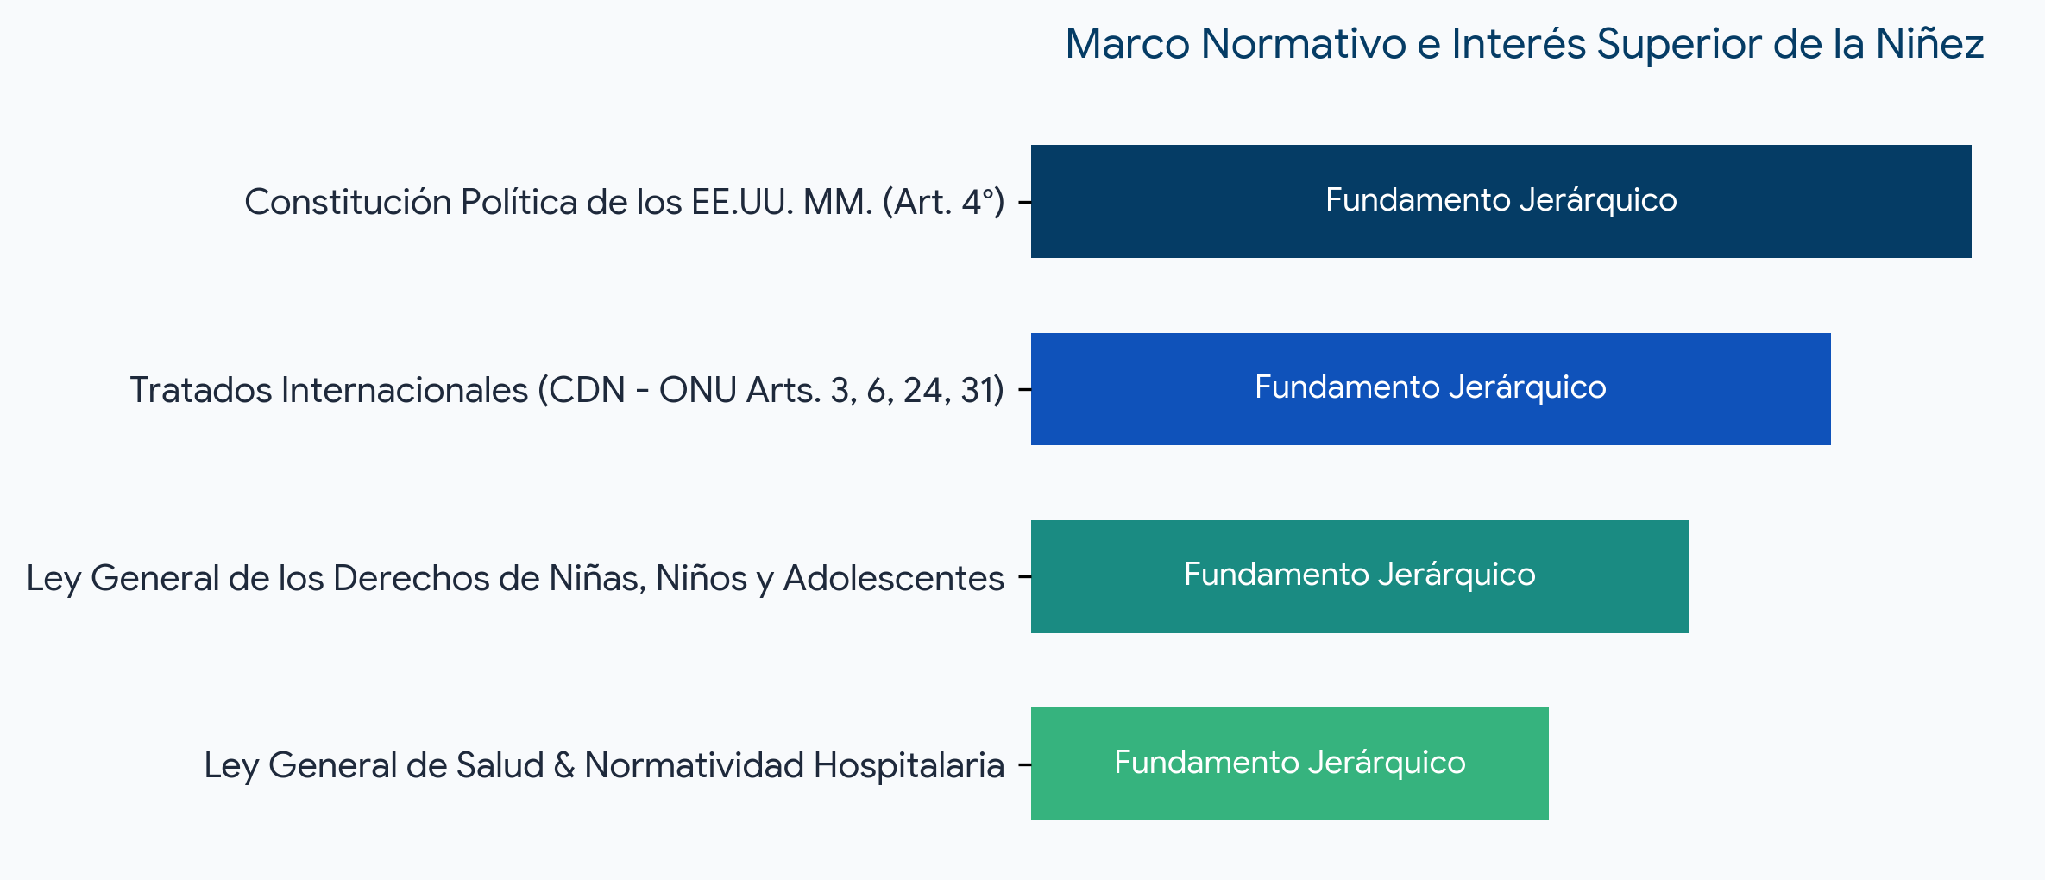 Marco Normativo e Interés Superior de la Niñez
Constitución Política de los EE.UU. MM. (Art. 4°)
Fundamento Jerárquico
Tratados Internacionales (CDN - ONU Arts. 3, 6, 24, 31)
Fundamento Jerárquico
Ley General de los Derechos de Niñas, Niños y Adolescentes
Fundamento Jerárquico
Ley General de Salud & Normatividad Hospitalaria
Fundamento Jerárquico